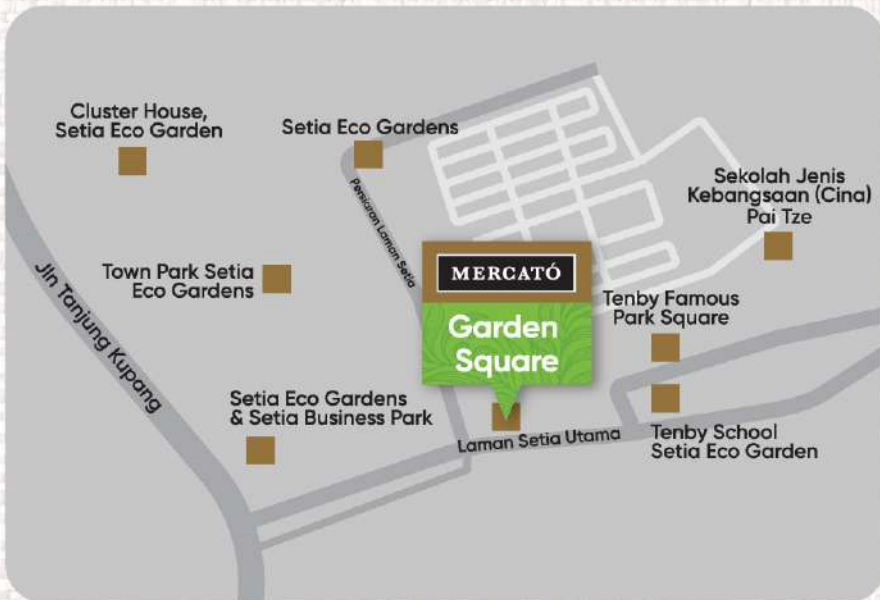 Cluster House,
Setia Eco Garden
Setia Eco Gardens
Persiaran Laman Setia
Sekolah Jenis
Kebangsaan (Cina)
Pai Tze
Town Park Setia
Eco Gardens
Jln Tanjung Kupang
MERCATÓ
Garden
Square
Tenby Famous
Park Square
Setia Eco Gardens
& Setia Business Park
Laman Setia Utama
Tenby School
Setia Eco Garden